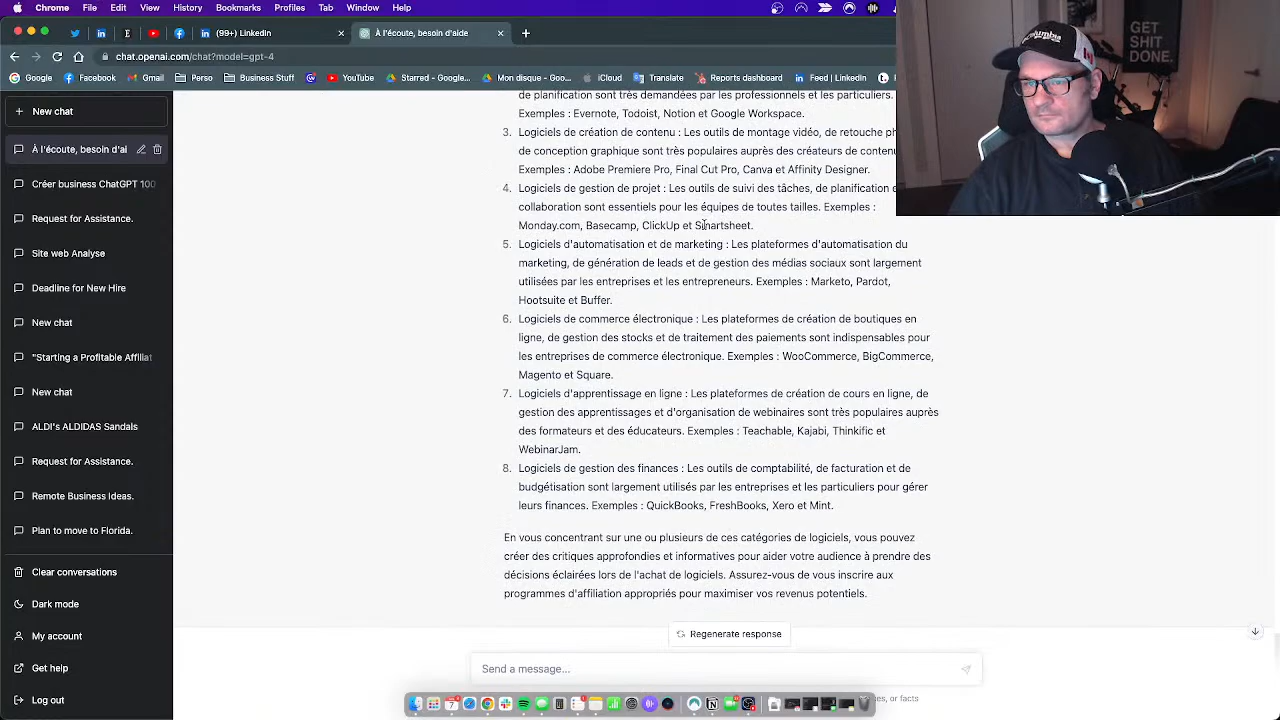 Chrome File Edit View History Bookmarks Profiles Tab Window Help
(99+) LinkedIn
À l'écoute, besoin d'aide
chat.openai.com/chat?model=gpt-4
Google Facebook Perso Business YouTube Starred - Google... Mon disque - Goo... iCloud Translate Reports dashboard Feed | LinkedIn
GET
SHIT
DONE.
Columbia
New chat
À l'écoute, besoin d'ai
Créer business ChatGPT 100
Request for Assistance.
Site web Analyse
Deadline for New Hire
New chat
"Starting a Profitable Affiliat
New chat
ALDI's ALDIDAS Sandals
Request for Assistance.
Remote Business Ideas.
Plan to move to Florida.
Clear conversations
Dark mode
My account
Get help
Log out
de planification sont très demandées par les professionnels et les particuliers.
Exemples : Evernote, Todoist, Notion et Google Workspace.
3. Logiciels de création de contenu : Les outils de montage vidéo, de retouche ph
de conception graphique sont très populaires auprès des créateurs de contenu
Exemples : Adobe Premiere Pro, Final Cut Pro, Canva et Affinity Designer.
4. Logiciels de gestion de projet : Les outils de suivi des tâches, de planification e
collaboration sont essentiels pour les équipes de toutes tailles. Exemples :
Monday.com, Basecamp, ClickUp et Smartsheet.
5. Logiciels d'automatisation et de marketing : Les plateformes d'automatisation du
marketing, de génération de leads et de gestion des médias sociaux sont largement
utilisées par les entreprises et les entrepreneurs. Exemples : Marketo, Pardot,
Hootsuite et Buffer.
6. Logiciels de commerce électronique : Les plateformes de création de boutiques en
ligne, de gestion des stocks et de traitement des paiements sont indispensables pour
les entreprises de commerce électronique. Exemples : WooCommerce, BigCommerce,
Magento et Square.
7. Logiciels d'apprentissage en ligne : Les plateformes de création de cours en ligne, de
gestion des apprentissages et d'organisation de webinaires sont très populaires auprès
des formateurs et des éducateurs. Exemples : Teachable, Kajabi, Thinkific et
WebinarJam.
8. Logiciels de gestion des finances : Les outils de comptabilité, de facturation et de
budgétisation sont largement utilisés par les entreprises et les particuliers pour gérer
leurs finances. Exemples : QuickBooks, FreshBooks, Xero et Mint.
En vous concentrant sur une ou plusieurs de ces catégories de logiciels, vous pouvez
créer des critiques approfondies et informatives pour aider votre audience à prendre des
décisions éclairées lors de l'achat de logiciels. Assurez-vous de vous inscrire aux
programmes d'affiliation appropriés pour maximiser vos revenus potentiels.
Regenerate response
Send a message...
or facts